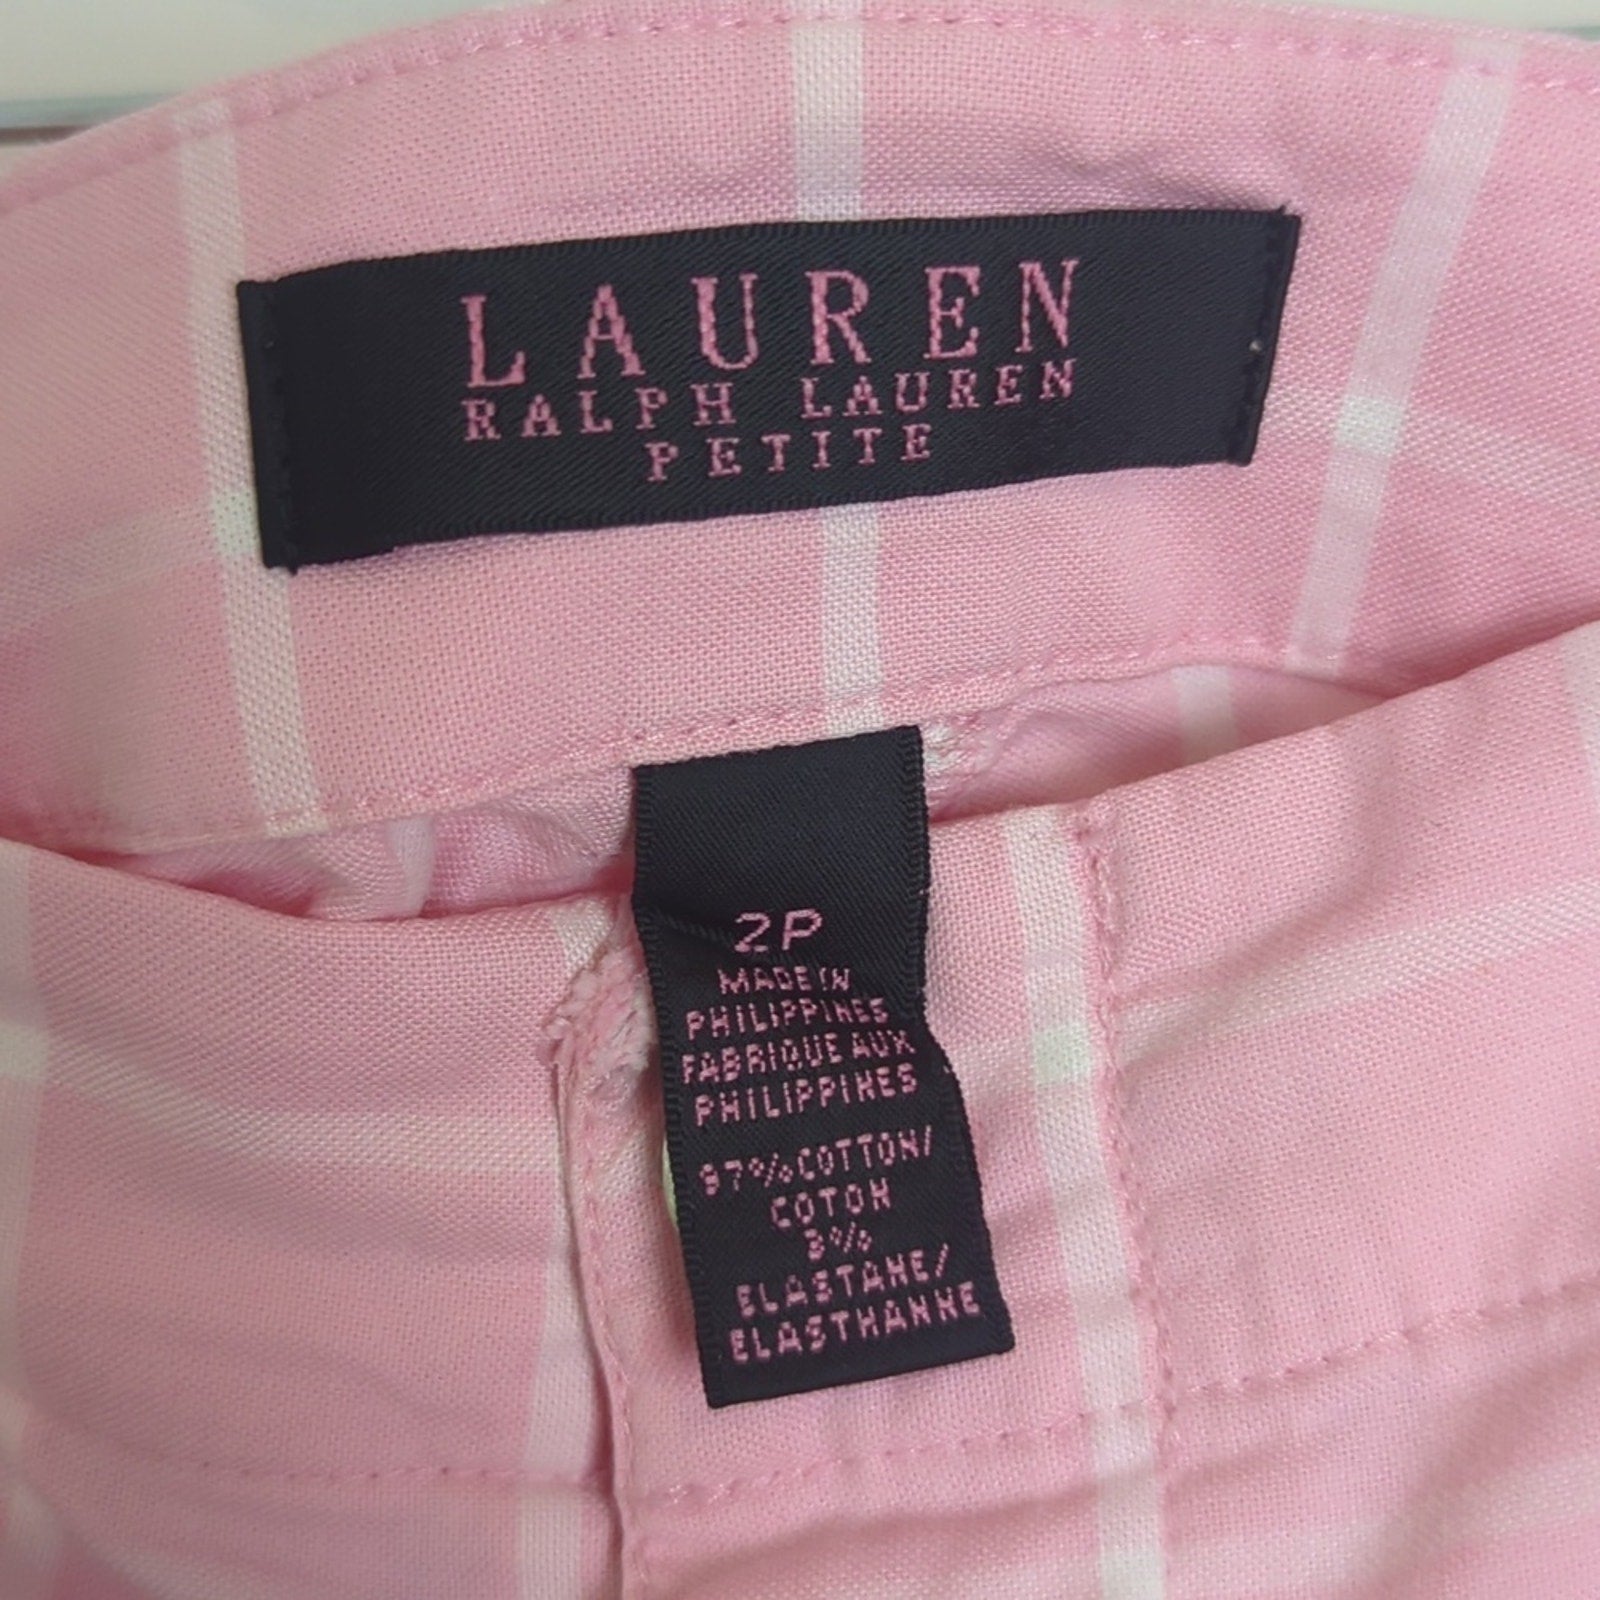 LAUREN
RALPH LAUREN
PETITE
2P
MADE IN
PHILIPPINES
FABRIQUE AUX
PHILIPPINES
97% COTTON/
COTON
3%
ELASTANE/
ELASTHANNE